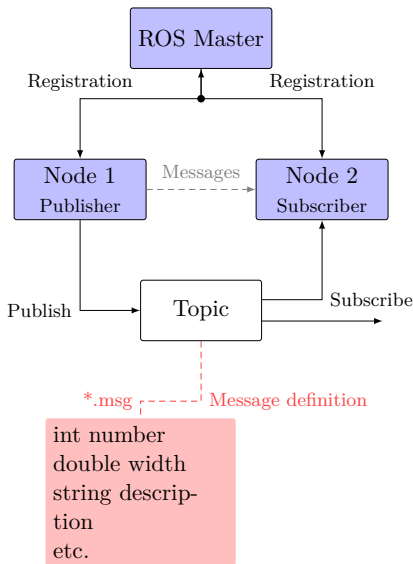 ROS Master
Registration
Registration
Node 1
Publisher
Messages
Node 2
Subscriber
Publish
Topic
Subscribe
*.msg
Message definition
int number
double width
string descrip-
tion
etc.